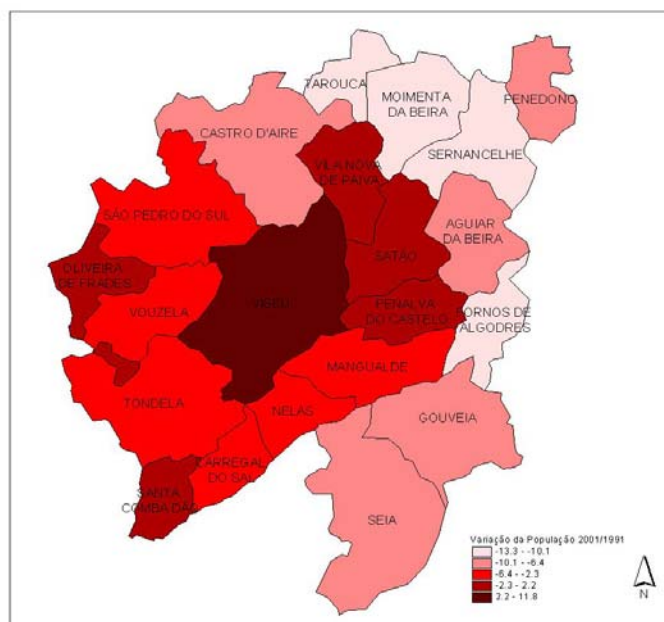 TAROUCA
MOIMENTA
DA BEIRA
PENEDONO
CASTRO D'AIRE
VILA NOVA
DE PAIVA
SERNANCELHE
SÃO PEDRO DO SUL
AGUIAR
DA BEIRA
OLIVEIRA
DE FRADES
SATÃO
VOUZELA
VISEU
PENALVA
DO CASTELO
FORNOS DE
ALGODRES
MANGUALDE
TONDELA
NELAS
GOUVEIA
CARREGAL
DO SAL
SANTA
COMBA DÃO
SEIA
Variação da População 2001/1991
-13.3 - -10.1
-10.1 - -6.4
-6.4 - -2.3
-2.3 - 2.2
2.2 - 11.8
N